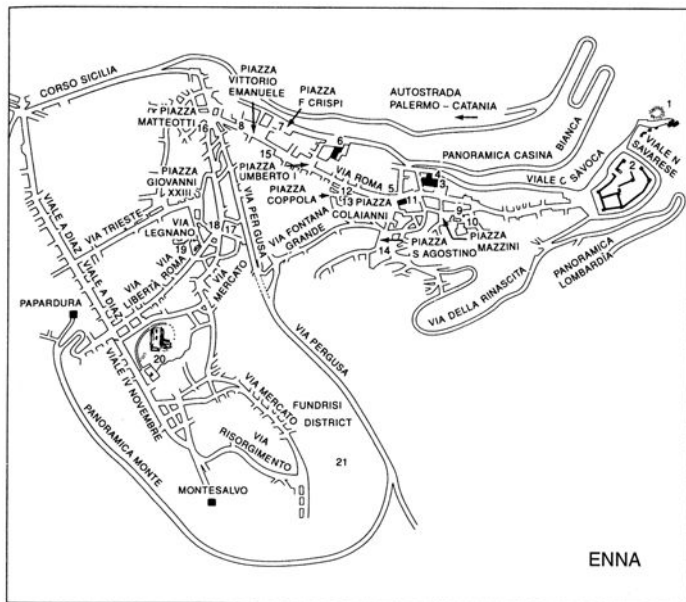 CORSO SICILIA
PIAZZA
VITTORIO
EMANUELE
PIAZZA
F CRISPI
AUTOSTRADA
PALERMO – CATANIA
1
PIAZZA
MATTEOTTI
16
8
7
6
15
PANORAMICA CASINA BIANCA
VIALE N
SAVARESE
PIAZZA
UMBERTO I
VIA ROMA
VIALE C SAVOCA
2
PIAZZA
GIOVANNI
XXIII
PIAZZA
COPPOLA
12
13
5
4
3
PIAZZA
COLAIANNI
11
9
10
VIALE A DIAZ
VIA TRIESTE
VIA
LEGNANO
19
18
17
VIA PERGUSA
VIA FONTANA
GRANDE
14
PIAZZA
S AGOSTINO
PIAZZA
MAZZINI
PANORAMICA
LOMBARDIA
VIA DELLA RINASCITA
VIALE A DIAZ
VIA
LIBERTA
VIA
ROMA
VIA
MERCATO
PAPARDURA
20
VIALE IV NOVEMBRE
VIA PERGUSA
VIA MERCATO
FUNDRISI
DISTRICT
VIA
RISORGIMENTO
21
PANORAMICA MONTE
MONTESALVO
ENNA